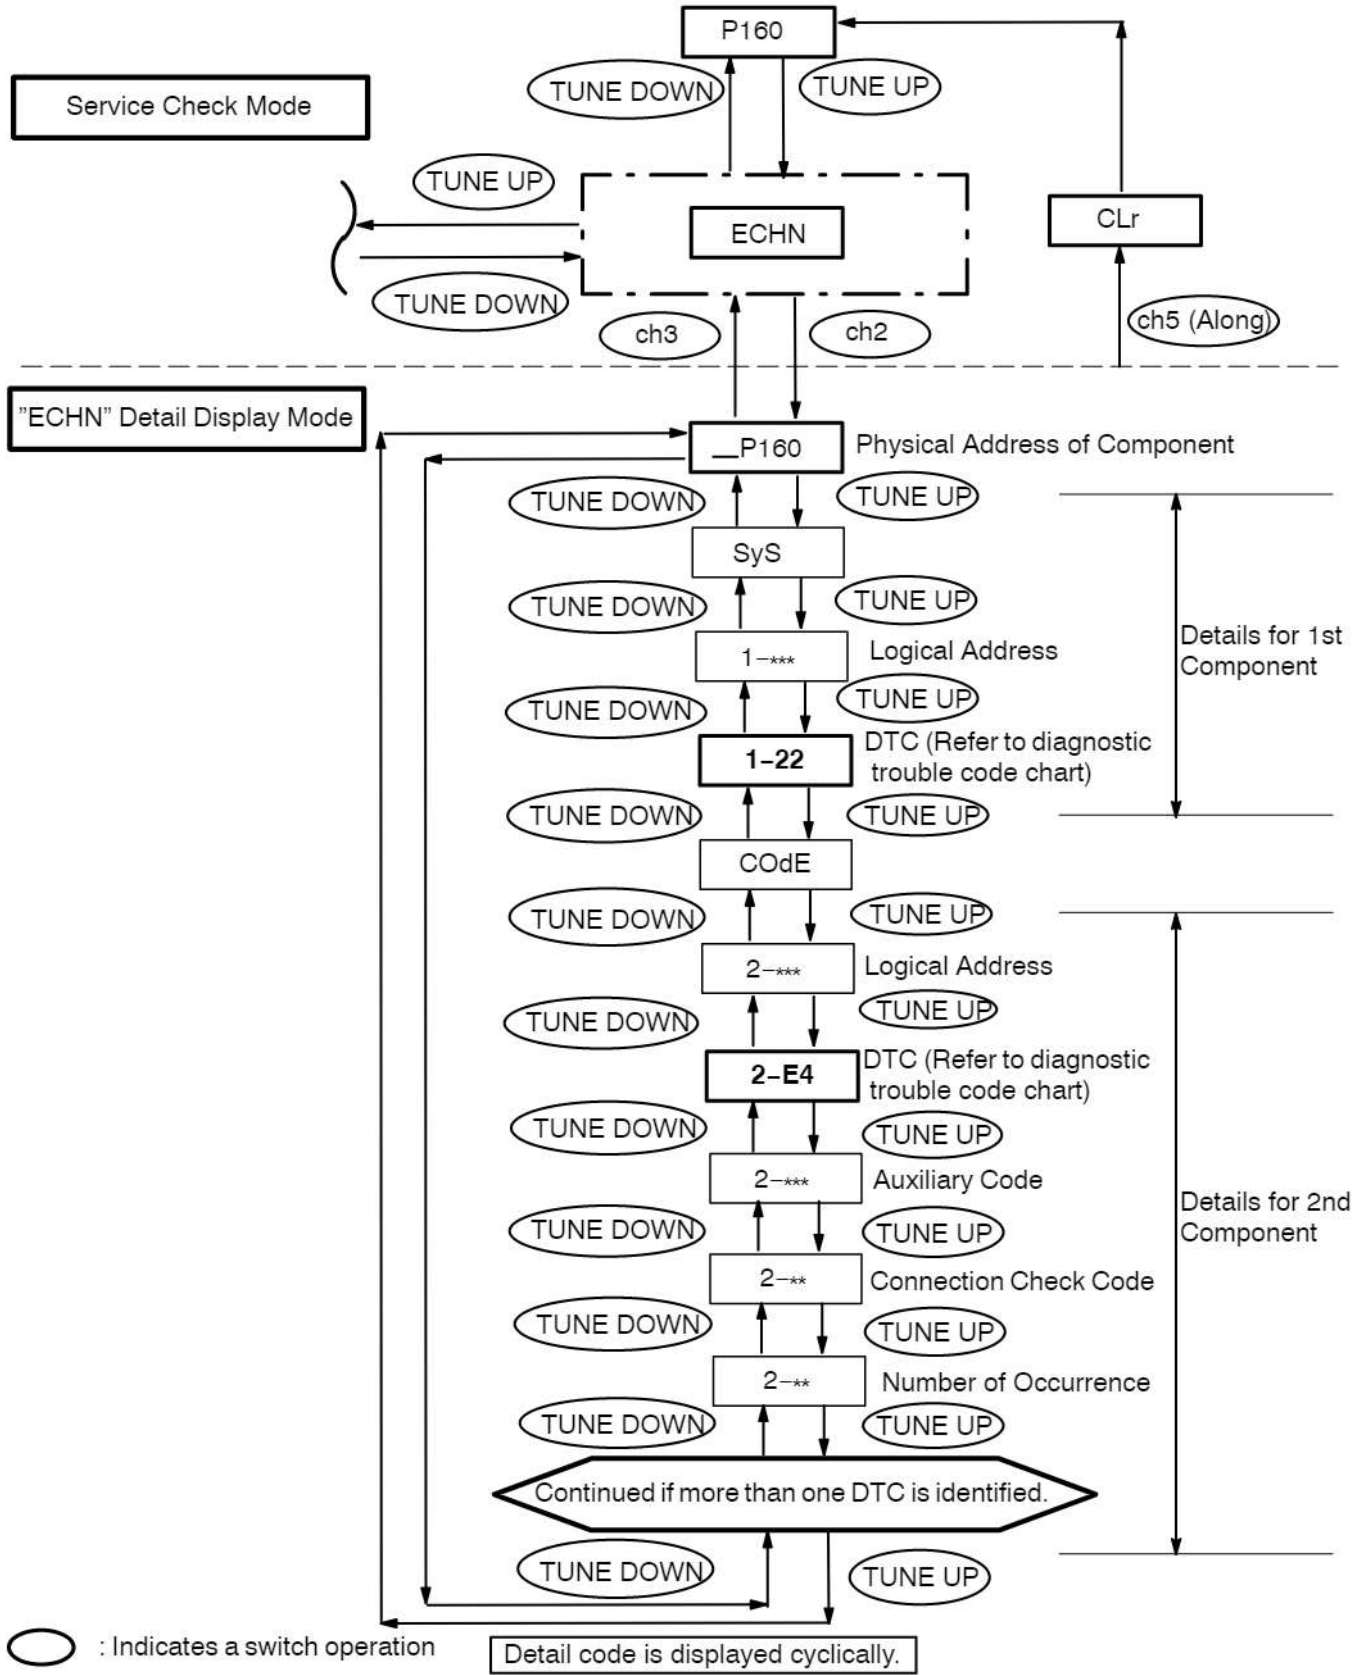 P160
TUNE DOWN
TUNE UP
Service Check Mode
TUNE UP
ECHN
CLr
TUNE DOWN
ch3
ch2
ch5 (Along)
”ECHN” Detail Display Mode
__P160
Physical Address of Component
TUNE DOWN
TUNE UP
SyS
TUNE DOWN
TUNE UP
1–***
Logical Address
Details for 1st
Component
TUNE DOWN
TUNE UP
1–22
DTC (Refer to diagnostic
trouble code chart)
TUNE DOWN
TUNE UP
COdE
TUNE DOWN
TUNE UP
2–***
Logical Address
TUNE DOWN
TUNE UP
2–E4
DTC (Refer to diagnostic
trouble code chart)
TUNE DOWN
TUNE UP
2–***
Auxiliary Code
Details for 2nd
Component
TUNE DOWN
TUNE UP
2–**
Connection Check Code
TUNE DOWN
TUNE UP
2–**
Number of Occurrence
TUNE DOWN
TUNE UP
Continued if more than one DTC is identified.
TUNE DOWN
TUNE UP
: Indicates a switch operation
Detail code is displayed cyclically.